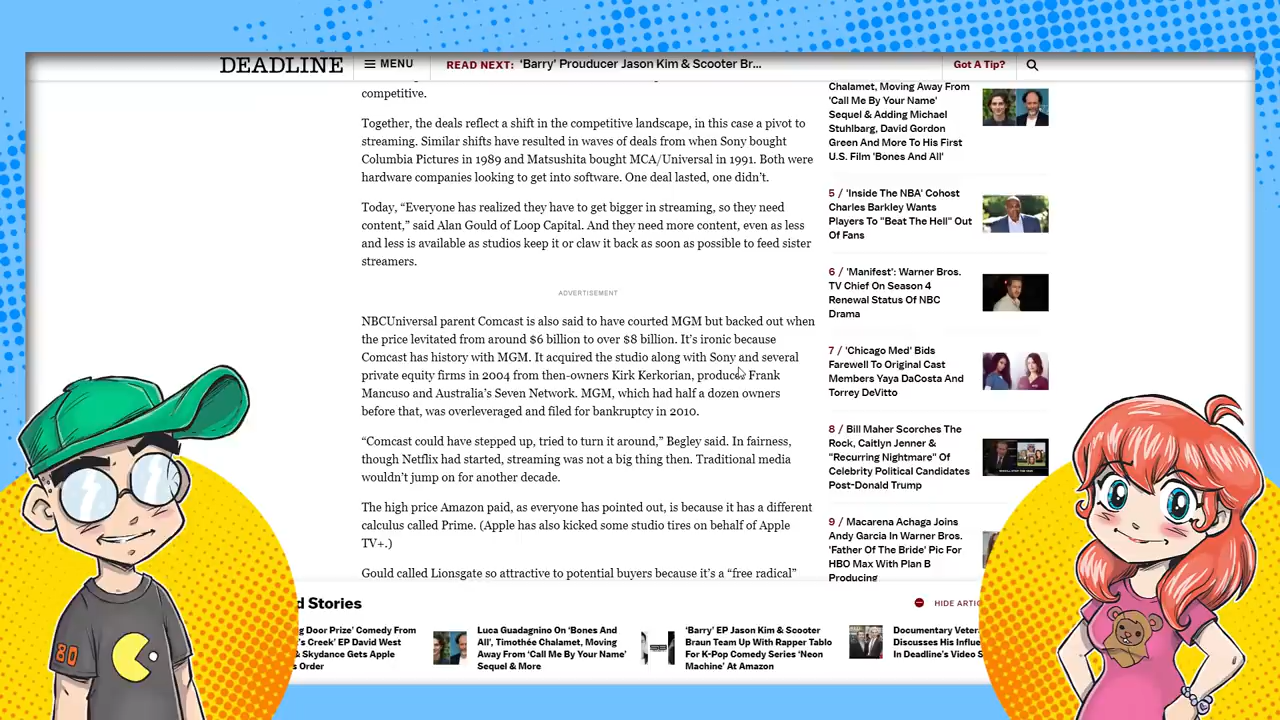 DEADLINE
MENU
READ NEXT: ‘Barry’ Prouducer Jason Kim & Scooter Br...
Got A Tip?
competitive.
Together, the deals reflect a shift in the competitive landscape, in this case a pivot to
streaming. Similar shifts have resulted in waves of deals from when Sony bought
Columbia Pictures in 1989 and Matsushita bought MCA/Universal in 1991. Both were
hardware companies looking to get into software. One deal lasted, one didn’t.
Today, “Everyone has realized they have to get bigger in streaming, so they need
content,” said Alan Gould of Loop Capital. And they need more content, even as less
and less is available as studios keep it or claw it back as soon as possible to feed sister
streamers.
ADVERTISEMENT
NBCUniversal parent Comcast is also said to have courted MGM but backed out when
the price levitated from around $6 billion to over $8 billion. It’s ironic because
Comcast has history with MGM. It acquired the studio along with Sony and several
private equity firms in 2004 from then-owners Kirk Kerkorian, producer Frank
Mancuso and Australia’s Seven Network. MGM, which had half a dozen owners
before that, was overleveraged and filed for bankruptcy in 2010.
“Comcast could have stepped up, tried to turn it around,” Begley said. In fairness,
though Netflix had started, streaming was not a big thing then. Traditional media
wouldn’t jump on for another decade.
The high price Amazon paid, as everyone has pointed out, is because it has a different
calculus called Prime. (Apple has also kicked some studio tires on behalf of Apple
TV+.)
Gould called Lionsgate so attractive to potential buyers because it’s a “free radical”
Chalamet, Moving Away From
‘Call Me By Your Name’
Sequel & Adding Michael
Stuhlbarg, David Gordon
Green And More To His First
U.S. Film ‘Bones And All’
5 / ‘Inside The NBA’ Cohost
Charles Barkley Wants
Players To “Beat The Hell” Out
Of Fans
6 / ‘Manifest’: Warner Bros.
TV Chief On Season 4
Renewal Status Of NBC
Drama
7 / ‘Chicago Med’ Bids
Farewell To Original Cast
Members Yaya DaCosta And
Torrey DeVitto
8 / Bill Maher Scorches The
Rock, Caitlyn Jenner &
“Recurring Nightmare” Of
Celebrity Political Candidates
Post-Donald Trump
9 / Macarena Achaga Joins
Andy Garcia In Warner Bros.
‘Father Of The Bride’ Pic For
HBO Max With Plan B
Producing
d Stories
HIDE ARTIC
g Door Prize’ Comedy From
’s Creek’ EP David West
& Skydance Gets Apple
s Order
Luca Guadagnino On ‘Bones And
All’, Timothée Chalamet, Moving
Away From ‘Call Me By Your Name’
Sequel & More
‘Barry’ EP Jason Kim & Scooter
Braun Team Up With Rapper Tablo
For K-Pop Comedy Series ‘Neon
Machine’ At Amazon
Documentary Veter
Discusses His Influe
In Deadline’s Video S
80